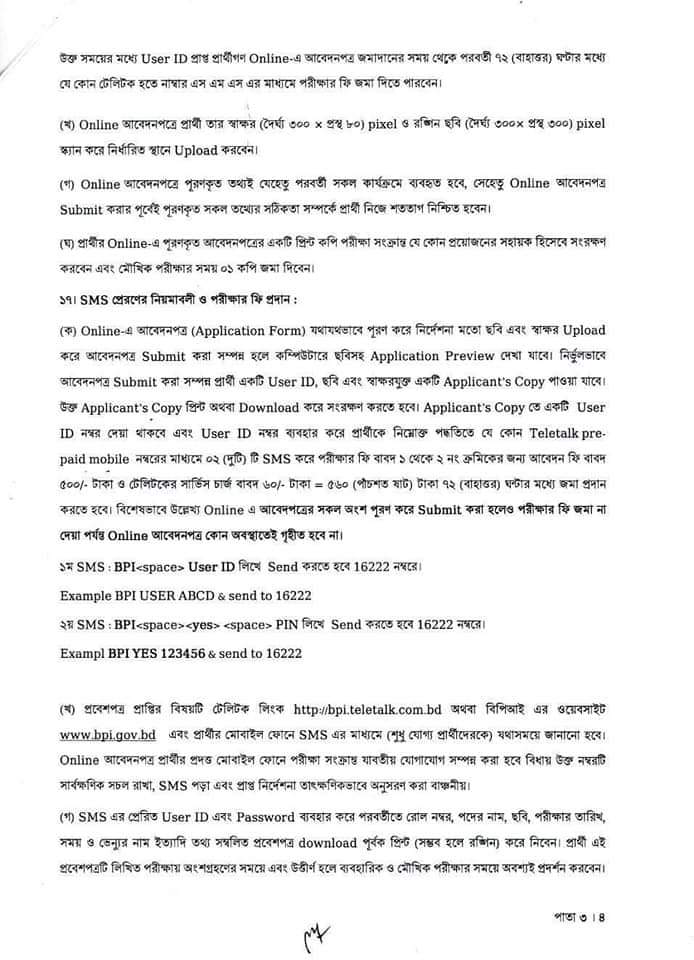 উক্ত সময়ের মধ্যে User ID প্রাপ্ত প্রার্থীগণ Online-এ আবেদনপত্র জমাদানের সময় থেকে পরবর্তী ৭২ (বাহাত্তর) ঘন্টার মধ্যে
যে কোন টেলিটক হতে নাম্বার এস এম এস এর মাধ্যমে পরীক্ষার ফি জমা দিতে পারবেন।
(খ) Online আবেদনপত্রে প্রার্থী তার স্বাক্ষর (দৈর্ঘ্য ৩০০ × প্রস্থ ৮০) pixel ও রঙ্গিন ছবি (দৈর্ঘ্য ৩০০× প্রস্থ ৩০০) pixel
স্ক্যান করে নির্ধারিত স্থানে Upload করবেন।
(গ) Online আবেদনপত্রে পূরণকৃত তথ্যই যেহেতু পরবর্তী সকল কার্যক্রমে ব্যবহৃত হবে, সেহেতু Online আবেদনপত্র
Submit করার পূর্বেই পূরণকৃত সকল তথ্যের সঠিকতা সম্পর্কে প্রার্থী নিজে শতভাগ নিশ্চিত হবেন।
(ঘ) প্রার্থীর Online-এ পূরণকৃত আবেদনপত্রের একটি প্রিন্ট কপি পরীক্ষা সংক্রান্ত যে কোন প্রয়োজনের সহায়ক হিসেবে সংরক্ষণ
করবেন এবং মৌখিক পরীক্ষার সময় ০১ কপি জমা দিবেন।
১৭। SMS প্রেরণের নিয়মাবলী ও পরীক্ষার ফি প্রদান :
(ক) Online-এ আবেদনপত্র (Application Form) যথাযথভাবে পূরণ করে নির্দেশনা মতো ছবি এবং স্বাক্ষর Upload
করে আবেদনপত্র Submit করা সম্পন্ন হলে কম্পিউটারে ছবিসহ Application Preview দেখা যাবে। নির্ভুলভাবে
আবেদনপত্র Submit করা সম্পন্ন প্রার্থী একটি User ID, ছবি এবং স্বাক্ষরযুক্ত একটি Applicant's Copy পাওয়া যাবে।
উক্ত Applicant's Copy প্রিন্ট অথবা Download করে সংরক্ষণ করতে হবে। Applicant's Copy তে একটি User
ID নম্বর দেয়া থাকবে এবং User ID নম্বর ব্যবহার করে প্রার্থীকে নিম্নোক্ত পদ্ধতিতে যে কোন Teletalk pre-
paid mobile নম্বরের মাধ্যমে ০২ (দুটি) টি SMS করে পরীক্ষার ফি বাবদ ১ থেকে ২ নং ক্রমিকের জন্য আবেদন ফি বাবদ
৫০০/- টাকা ও টেলিটকের সার্ভিস চার্জ বাবদ ৬০/- টাকা = ৫৬০ (পাঁচশত ষাট) টাকা ৭২ (বাহাত্তর) ঘন্টার মধ্যে জমা প্রদান
করতে হবে। বিশেষভাবে উল্লেখ্য Online এ আবেদনপত্রের সকল অংশ পূরণ করে Submit করা হলেও পরীক্ষার ফি জমা না
দেয়া পর্যন্ত Online আবেদনপত্র কোন অবস্থাতেই গৃহীত হবে না।
১ম SMS : BPI<space> User ID লিখে Send করতে হবে 16222 নম্বরে।
Example BPI USER ABCD & send to 16222
২য় SMS : BPI<space><yes> <space> PIN লিখে Send করতে হবে 16222 নম্বরে।
Exampl BPI YES 123456 & send to 16222
(খ) প্রবেশপত্র প্রাপ্তির বিষয়টি টেলিটক লিংক http://bpi.teletalk.com.bd অথবা বিপিআই এর ওয়েবসাইট
www.bpi.gov.bd এবং প্রার্থীর মোবাইল ফোনে SMS এর মাধ্যমে (শুধু যোগ্য প্রার্থীদেরকে) যথাসময়ে জানানো হবে।
Online আবেদনপত্র প্রার্থীর প্রদত্ত মোবাইল ফোনে পরীক্ষা সংক্রান্ত যাবতীয় যোগাযোগ সম্পন্ন করা হবে বিধায় উক্ত নম্বরটি
সার্বক্ষণিক সচল রাখা, SMS পড়া এবং প্রাপ্ত নির্দেশনা তাৎক্ষণিকভাবে অনুসরণ করা বাঞ্চনীয়।
(গ) SMS এর প্রেরিত User ID এবং Password ব্যবহার করে পরবর্তীতে রোল নম্বর, পদের নাম, ছবি, পরীক্ষার তারিখ,
সময় ও ভেন্যুর নাম ইত্যাদি তথ্য সম্বলিত প্রবেশপত্র download পূর্বক প্রিন্ট (সম্ভব হলে রঙ্গিন) করে নিবেন। প্রার্থী এই
প্রবেশপত্রটি লিখিত পরীক্ষায় অংশগ্রহণের সময়ে এবং উত্তীর্ণ হলে ব্যবহারিক ও মৌখিক পরীক্ষার সময়ে অবশ্যই প্রদর্শন করবেন।
পাতা ৩ । ৪